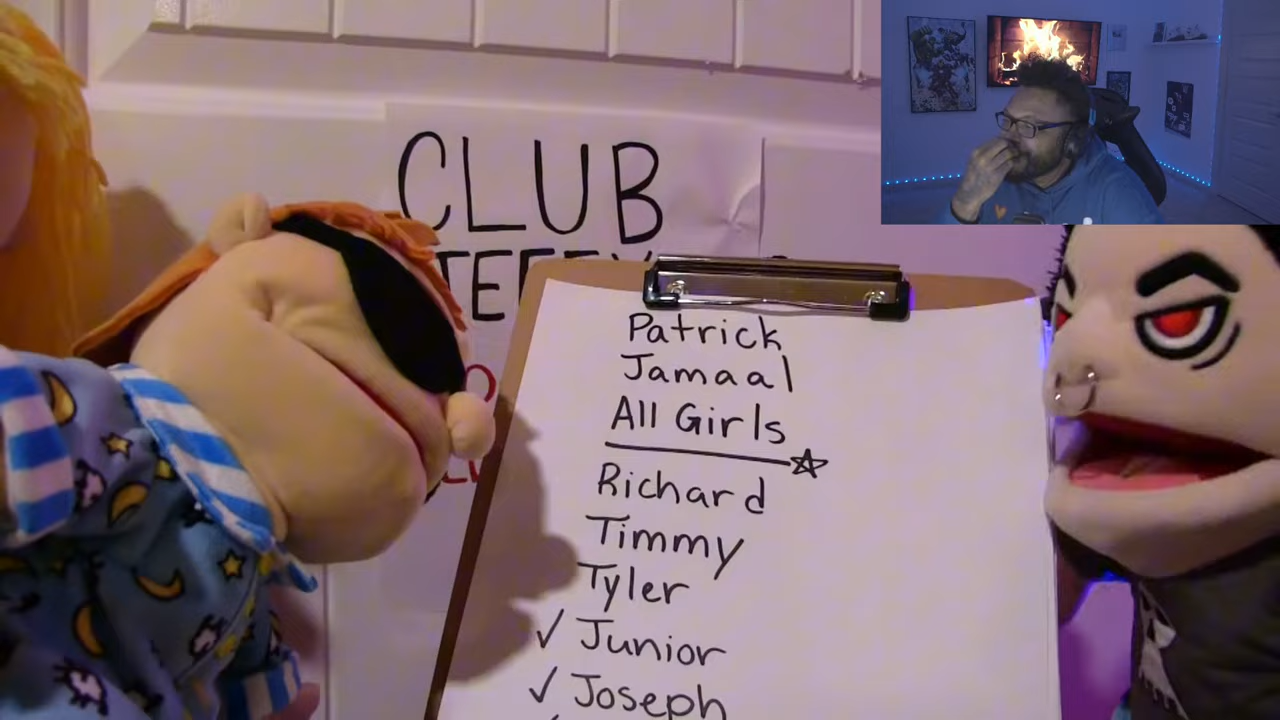 CLUB
Patrick
Jamaal
All Girls
Richard
Timmy
Tyler
✓ Junior
✓ Joseph